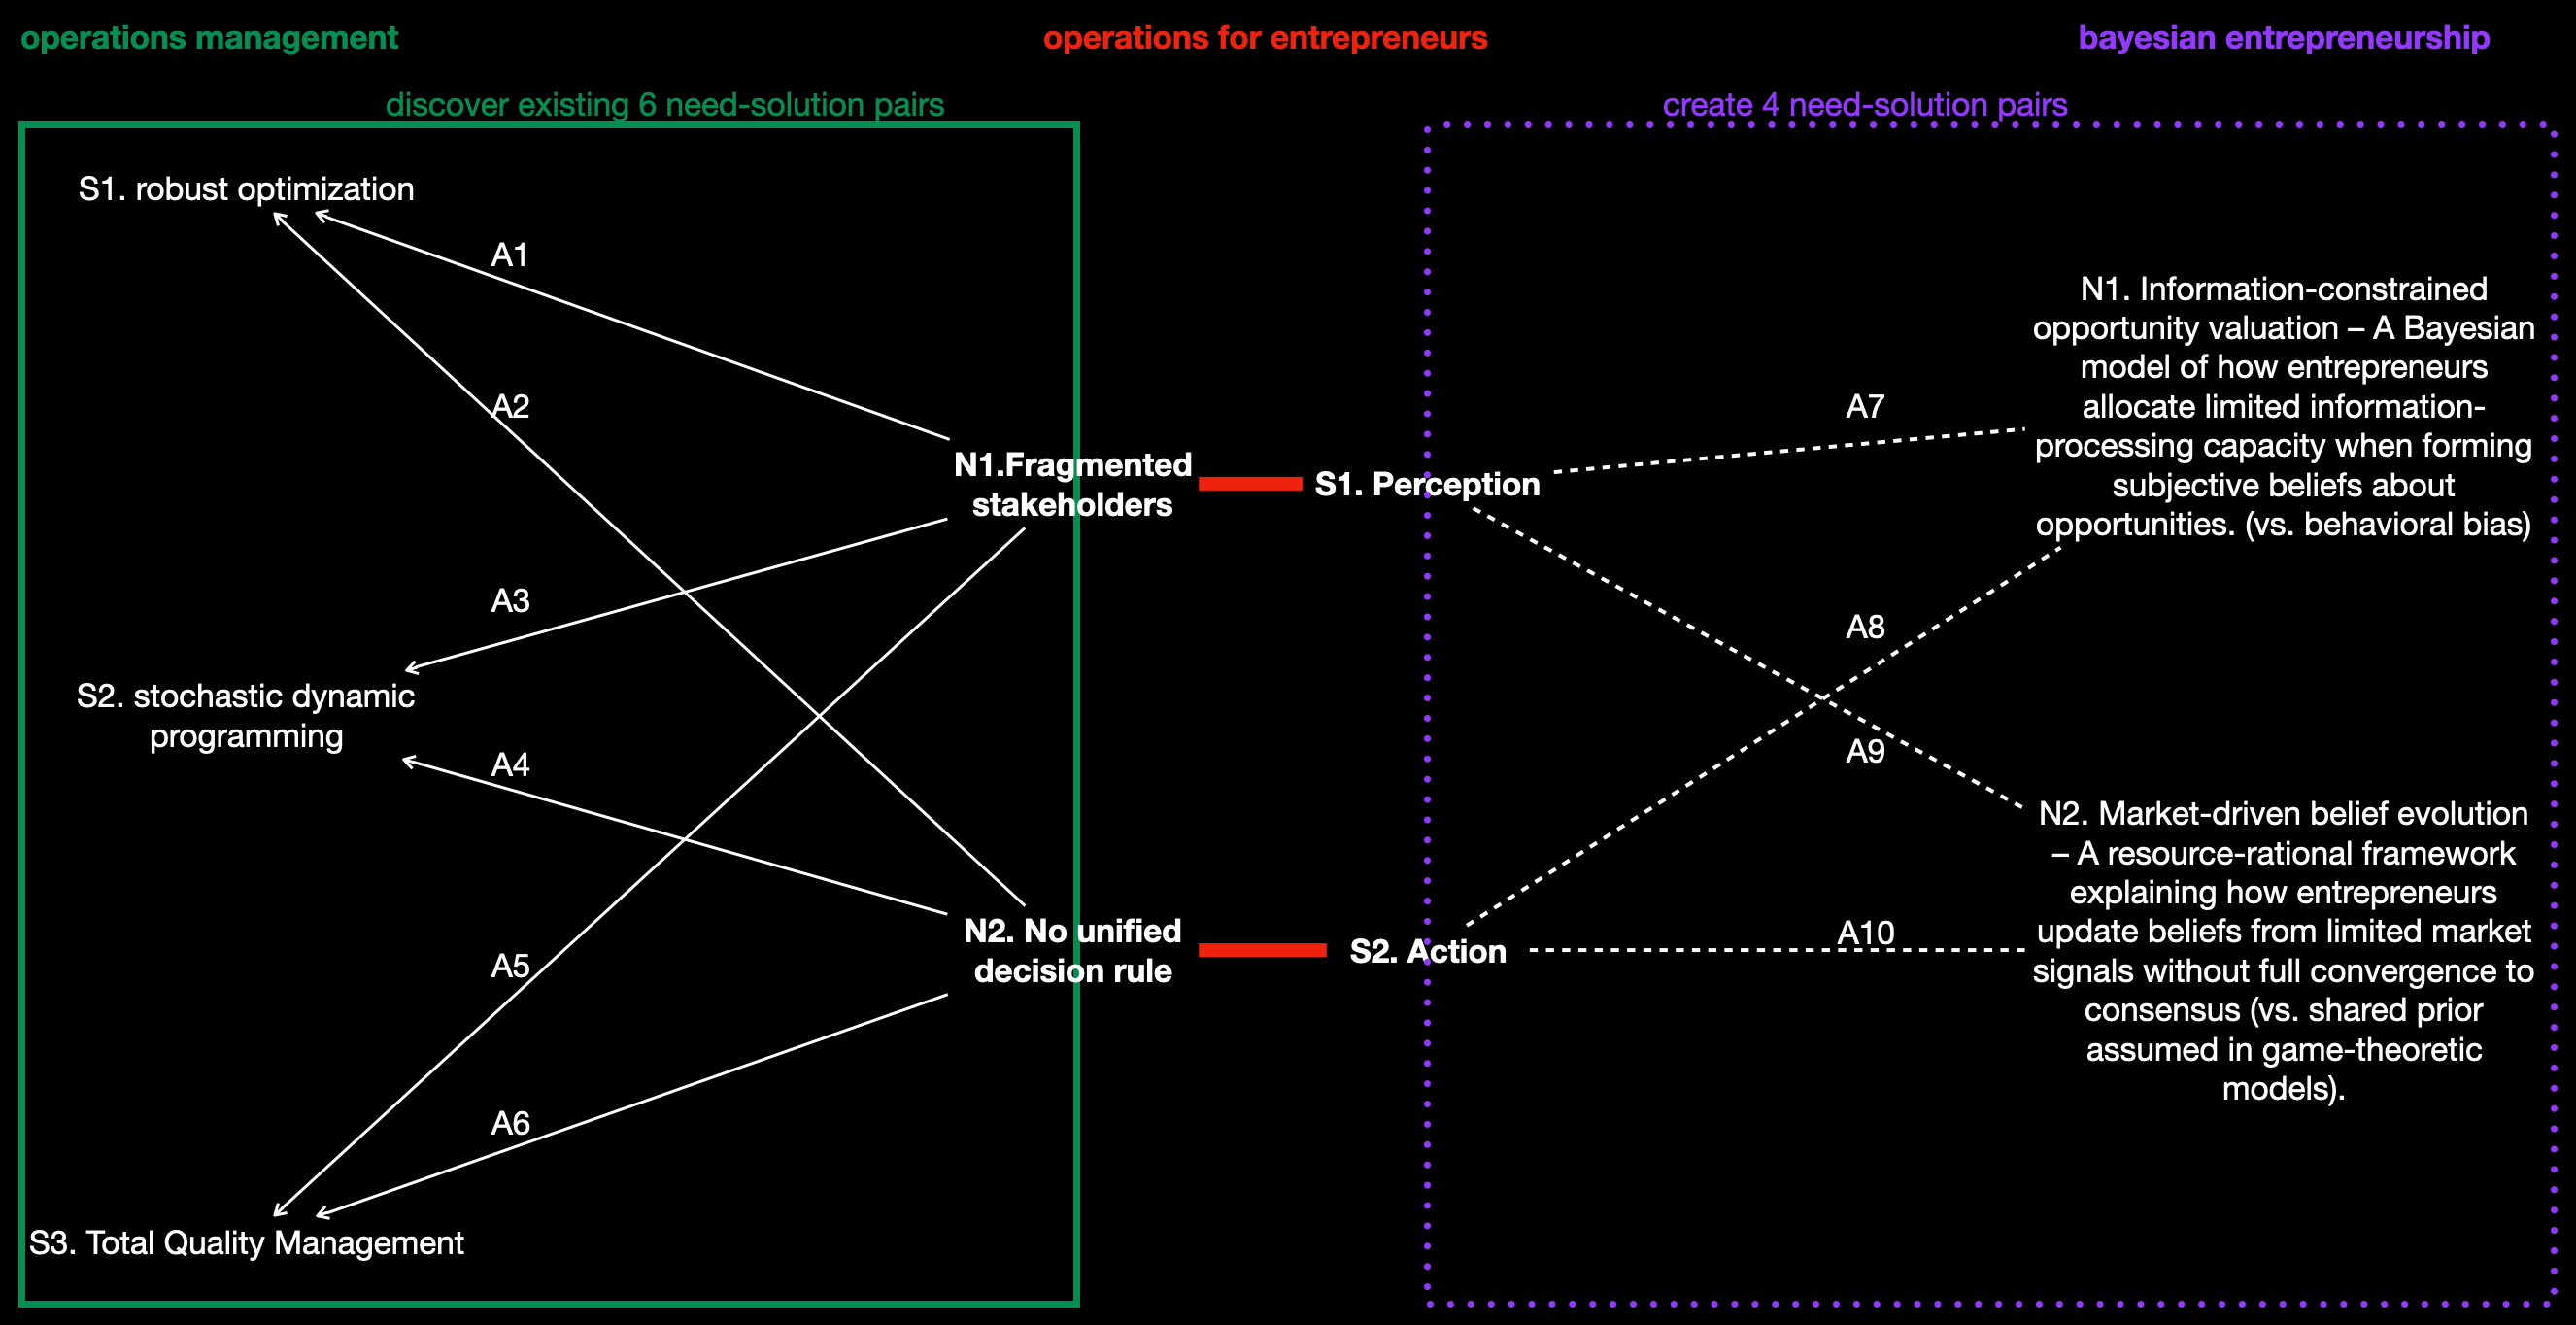 operations management
operations for entrepreneurs
bayesian entrepreneurship
discover existing 6 need-solution pairs
create 4 need-solution pairs
S1. robust optimization
A1
A2
N1.Fragmented
stakeholders
S1. Perception
A7
N1. Information-constrained
opportunity valuation – A Bayesian
model of how entrepreneurs
allocate limited information-
processing capacity when forming
subjective beliefs about
opportunities. (vs. behavioral bias)
A3
A8
S2. stochastic dynamic
programming
A4
A9
N2. No unified
decision rule
S2. Action
A10
N2. Market-driven belief evolution
– A resource-rational framework
explaining how entrepreneurs
update beliefs from limited market
signals without full convergence to
consensus (vs. shared prior
assumed in game-theoretic
models).
A5
A6
S3. Total Quality Management